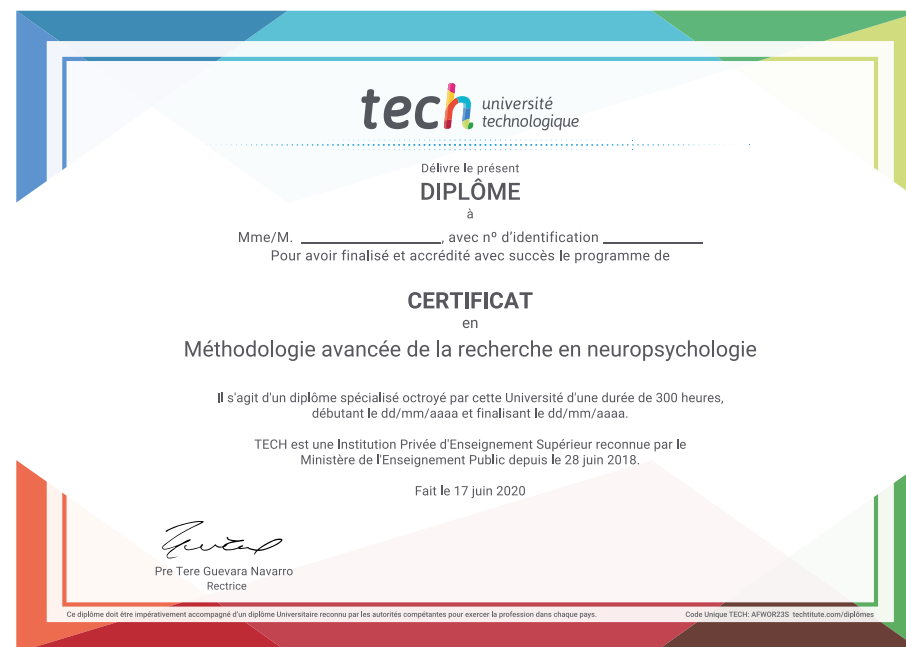 tech université
technologique
Délivre le présent
DIPLÔME
à
Mme/M. ____________________, avec nº d'identification ______________
Pour avoir finalisé et accrédité avec succès le programme de
CERTIFICAT
en
Méthodologie avancée de la recherche en neuropsychologie
Il s'agit d'un diplôme spécialisé octroyé par cette Université d'une durée de 300 heures,
débutant le dd/mm/aaaa et finalisant le dd/mm/aaaa.
TECH est une Institution Privée d'Enseignement Supérieur reconnue par le
Ministère de l'Enseignement Public depuis le 28 juin 2018.
Fait le 17 juin 2020
Pre Tere Guevara Navarro
Rectrice
Ce diplôme doit être impérativement accompagné d'un diplôme Universitaire reconnu par les autorités compétantes pour exercer la profession dans chaque pays.
Code Unique TECH: AFWOR23S techtitute.com/diplômes